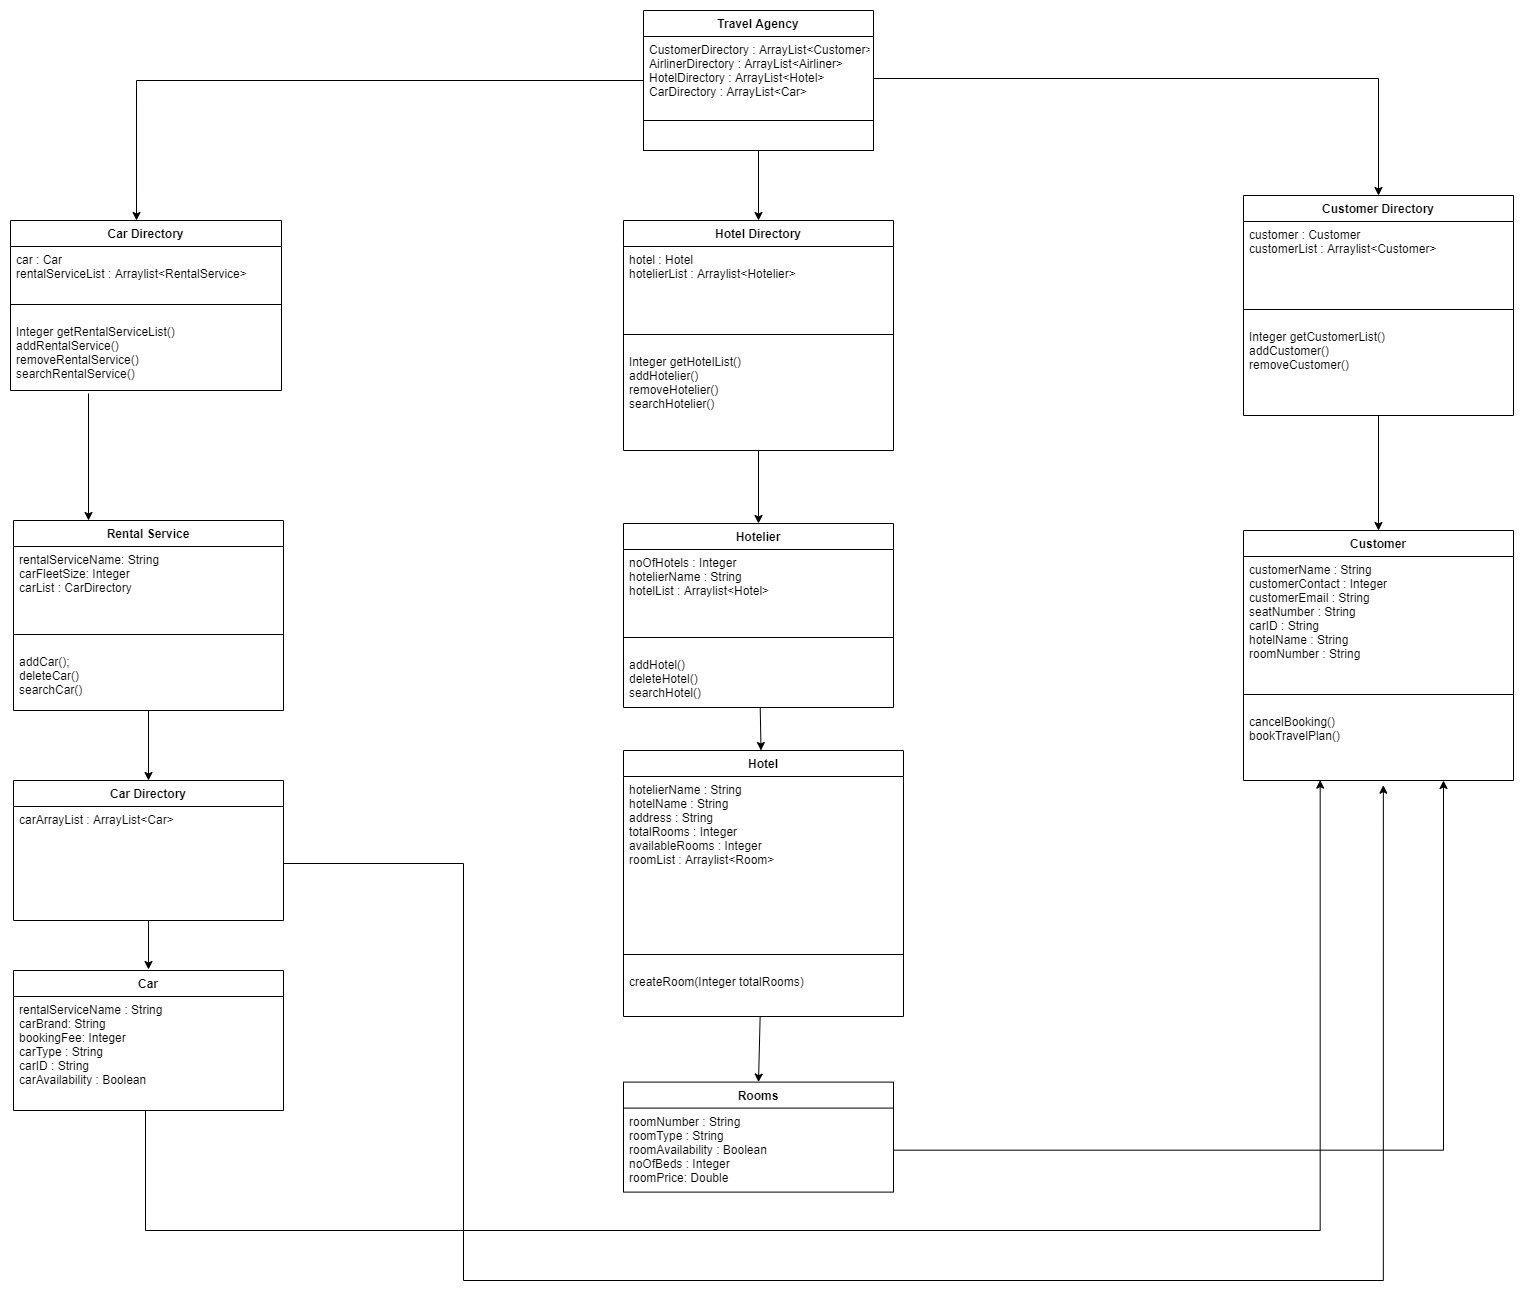 Travel Agency
CustomerDirectory : ArrayList<Customer>
AirlinerDirectory : ArrayList<Airliner>
HotelDirectory : ArrayList<Hotel>
CarDirectory : ArrayList<Car>
Car Directory
car : Car
rentalServiceList : Arraylist<RentalService>
Integer getRentalServiceList()
addRentalService()
removeRentalService()
searchRentalService()
Hotel Directory
hotel : Hotel
hotelierList : Arraylist<Hotelier>
Integer getHotelList()
addHotelier()
removeHotelier()
searchHotelier()
Customer Directory
customer : Customer
customerList : Arraylist<Customer>
Integer getCustomerList()
addCustomer()
removeCustomer()
Rental Service
rentalServiceName: String
carFleetSize: Integer
carList : CarDirectory
addCar();
deleteCar()
searchCar()
Hotelier
noOfHotels : Integer
hotelierName : String
hotelList : Arraylist<Hotel>
addHotel()
deleteHotel()
searchHotel()
Customer
customerName : String
customerContact : Integer
customerEmail : String
seatNumber : String
carID : String
hotelName : String
roomNumber : String
cancelBooking()
bookTravelPlan()
Car Directory
carArrayList : ArrayList<Car>
Hotel
hotelierName : String
hotelName : String
address : String
totalRooms : Integer
availableRooms : Integer
roomList : Arraylist<Room>
createRoom(Integer totalRooms)
Car
rentalServiceName : String
carBrand: String
bookingFee: Integer
carType : String
carID : String
carAvailability : Boolean
Rooms
roomNumber : String
roomType : String
roomAvailability : Boolean
noOfBeds : Integer
roomPrice: Double